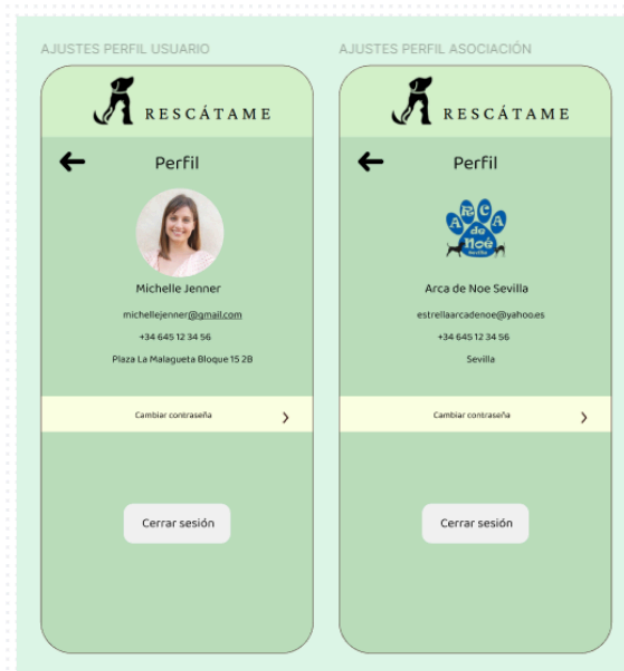 AJUSTES PERFIL USUARIO
RESCÁTAME
Perfil
Michelle Jenner
michellejenner@gmail.com
+34 645 12 34 56
Plaza La Malagueta Bloque 15 2B
Cambiar contraseña
Cerrar sesión
AJUSTES PERFIL ASOCIACIÓN
RESCÁTAME
Perfil
ARCA
de
Noé
Sevilla
Arca de Noe Sevilla
estrellaarcadenoe@yahoo.es
+34 645 12 34 56
Sevilla
Cambiar contraseña
Cerrar sesión